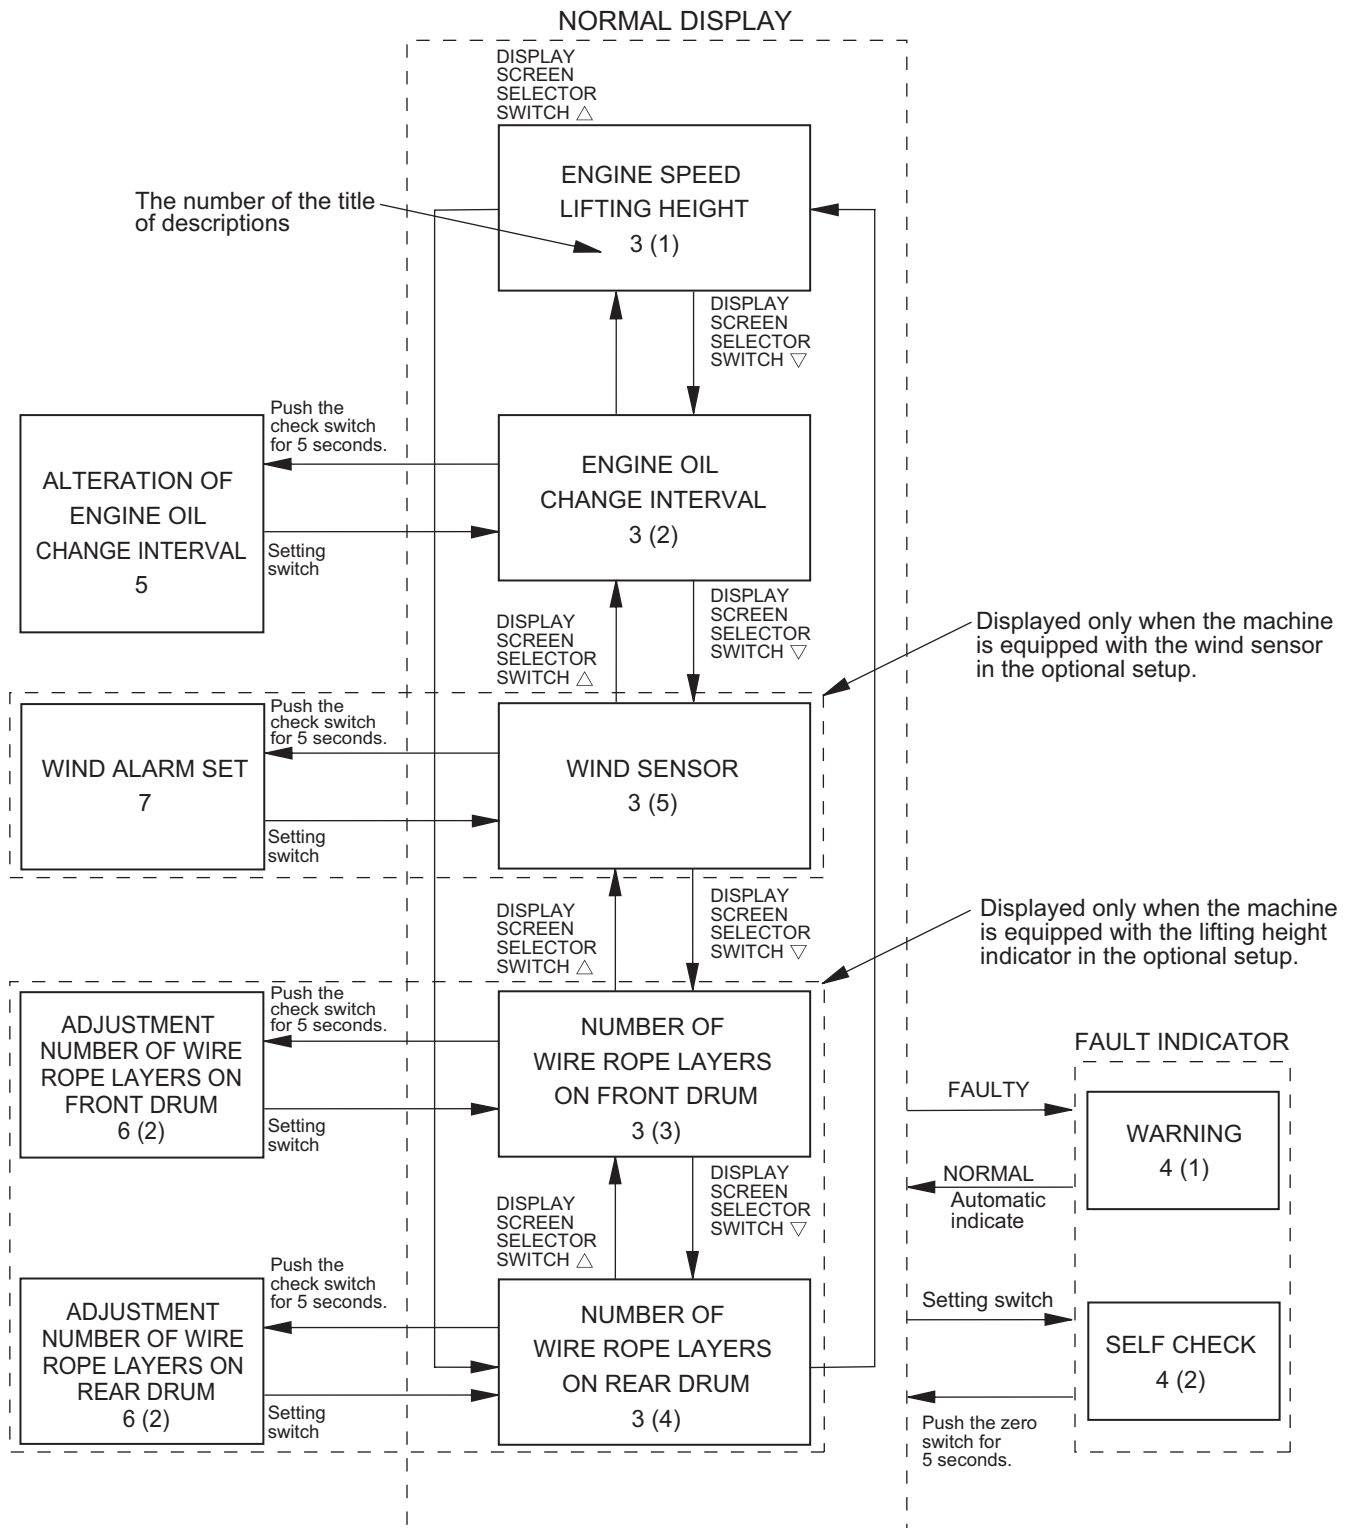 NORMAL DISPLAY
DISPLAY
SCREEN
SELECTOR
SWITCH △
ENGINE SPEED
LIFTING HEIGHT
3 (1)
The number of the title
of descriptions
DISPLAY
SCREEN
SELECTOR
SWITCH ▽
Push the
check switch
for 5 seconds.
ALTERATION OF
ENGINE OIL
CHANGE INTERVAL
5
Setting
switch
ENGINE OIL
CHANGE INTERVAL
3 (2)
DISPLAY
SCREEN
SELECTOR
SWITCH △
DISPLAY
SCREEN
SELECTOR
SWITCH ▽
Displayed only when the machine
is equipped with the wind sensor
in the optional setup.
Push the
check switch
for 5 seconds.
WIND ALARM SET
7
Setting
switch
WIND SENSOR
3 (5)
DISPLAY
SCREEN
SELECTOR
SWITCH △
DISPLAY
SCREEN
SELECTOR
SWITCH ▽
Displayed only when the machine
is equipped with the lifting height
indicator in the optional setup.
Push the
check switch
for 5 seconds.
ADJUSTMENT
NUMBER OF WIRE
ROPE LAYERS ON
FRONT DRUM
6 (2)
Setting
switch
NUMBER OF
WIRE ROPE LAYERS
ON FRONT DRUM
3 (3)
DISPLAY
SCREEN
SELECTOR
SWITCH △
DISPLAY
SCREEN
SELECTOR
SWITCH ▽
Push the
check switch
for 5 seconds.
ADJUSTMENT
NUMBER OF WIRE
ROPE LAYERS ON
REAR DRUM
6 (2)
Setting
switch
NUMBER OF
WIRE ROPE LAYERS
ON REAR DRUM
3 (4)
FAULT INDICATOR
FAULTY
WARNING
4 (1)
NORMAL
Automatic
indicate
Setting switch
SELF CHECK
4 (2)
Push the zero
switch for
5 seconds.